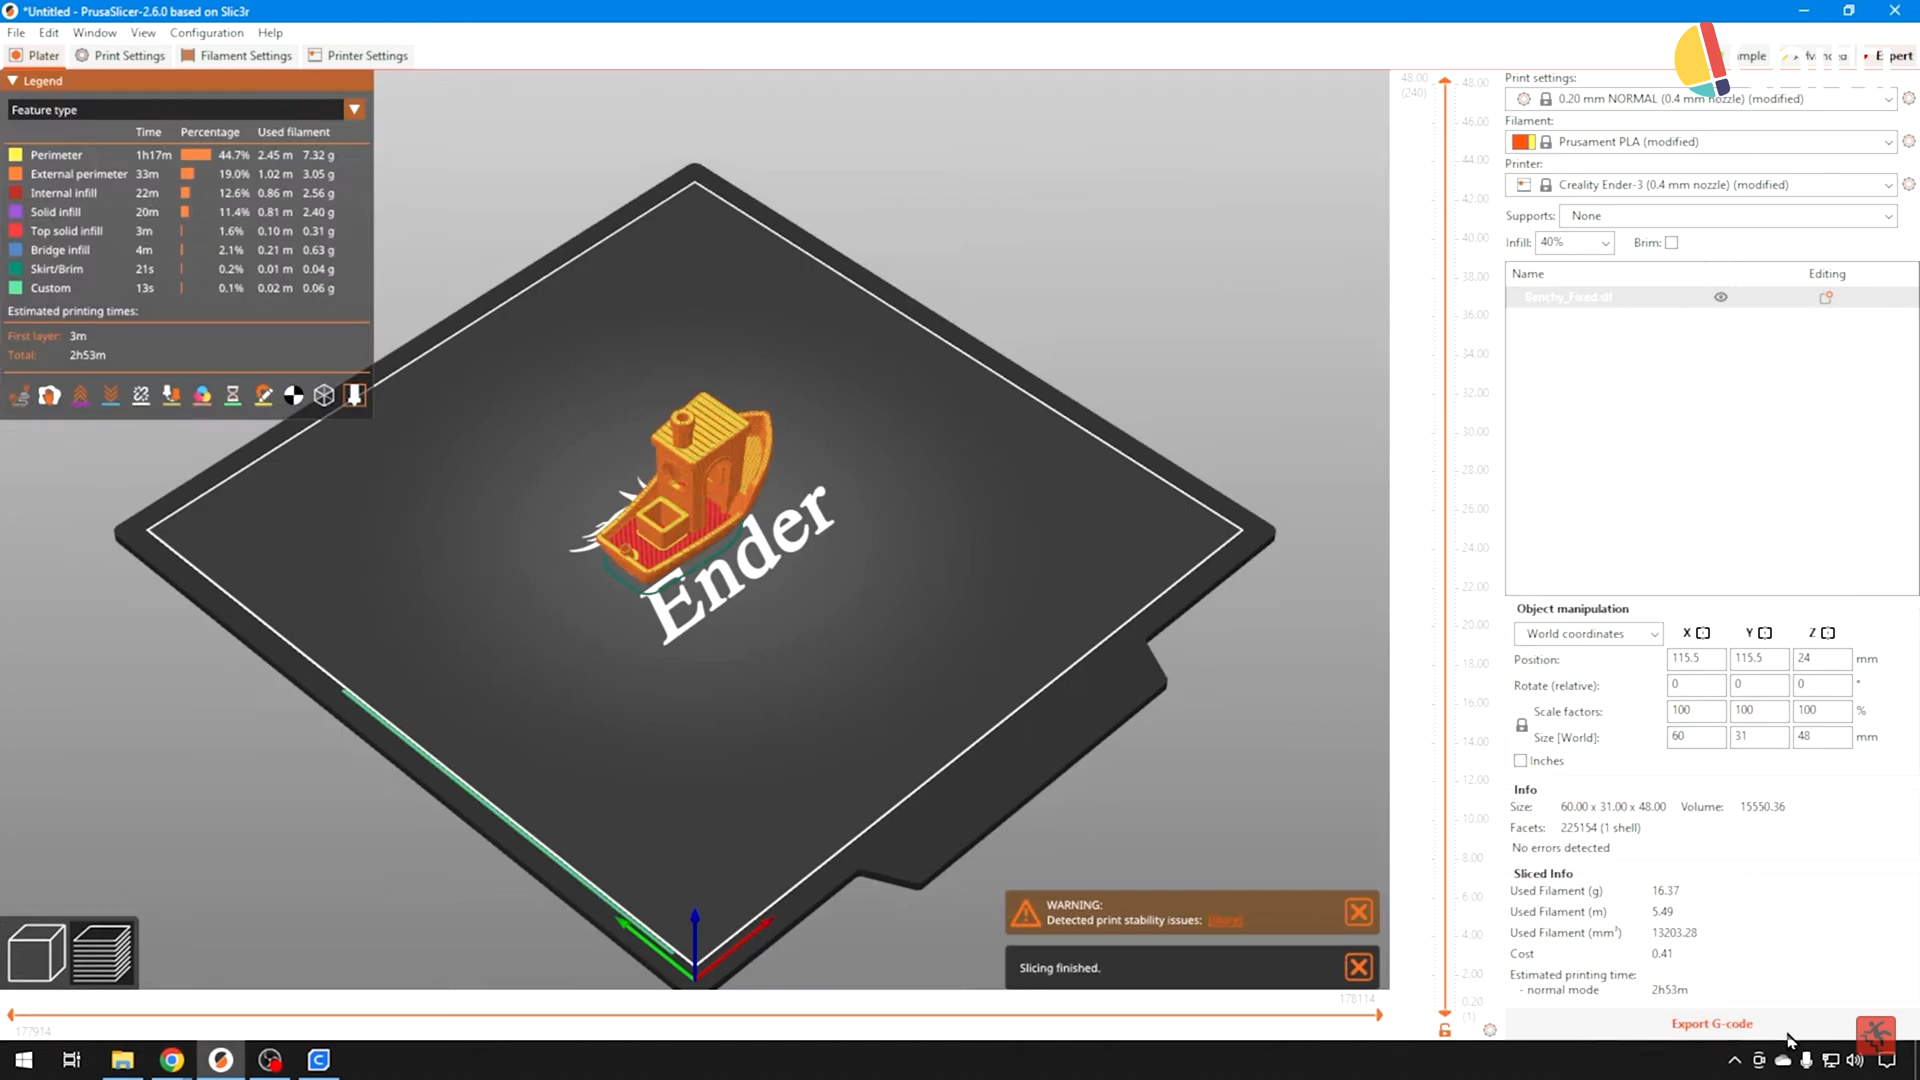 *Untitled - PrusaSlicer-2.6.0 based on Slic3r
File Edit Window View Configuration Help
Plater Print Settings Filament Settings Printer Settings
Expert
Legend
Feature type
Time Percentage Used filament
Perimeter 1h17m 44.7% 2.45 m 7.32 g
External perimeter 33m 19.0% 1.02 m 3.05 g
Internal infill 22m 12.6% 0.86 m 2.56 g
Solid infill 20m 11.4% 0.81 m 2.40 g
Top solid infill 3m 1.6% 0.10 m 0.31 g
Bridge infill 4m 2.1% 0.21 m 0.63 g
Skirt/Brim 21s 0.2% 0.01 m 0.04 g
Custom 13s 0.1% 0.02 m 0.06 g
Estimated printing times:
First layer: 3m
Total: 2h53m
Ender
WARNING:
Detected print stability issues: (More)
Slicing finished.
177914
178114
48.00
(240)
48.00
46.00
44.00
42.00
40.00
38.00
36.00
34.00
32.00
30.00
28.00
26.00
24.00
22.00
20.00
18.00
16.00
14.00
12.00
10.00
8.00
6.00
4.00
2.00
0.20
(1)
Print settings:
0.20 mm NORMAL (0.4 mm nozzle) (modified)
Filament:
Prusament PLA (modified)
Printer:
Creality Ender-3 (0.4 mm nozzle) (modified)
Supports: None
Infill: 40% Brim:
Name Editing
Benchy_Fixed.stl
Object manipulation
World coordinates X Y Z
Position: 115.5 115.5 24 mm
Rotate (relative): 0 0 0 °
Scale factors: 100 100 100 %
Size [World]: 60 31 48 mm
Inches
Info
Size: 60.00 x 31.00 x 48.00 Volume: 15550.36
Facets: 225154 (1 shell)
No errors detected
Sliced Info
Used Filament (g) 16.37
Used Filament (m) 5.49
Used Filament (mm³) 13203.28
Cost 0.41
Estimated printing time:
- normal mode 2h53m
Export G-code